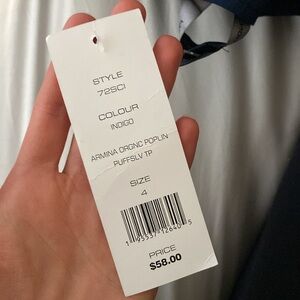 STYLE
72SCI
COLOUR
INDIGO
ARMINA ORGNC POPLIN
PUFFSLV TP
SIZE
4
PRICE
$58.00